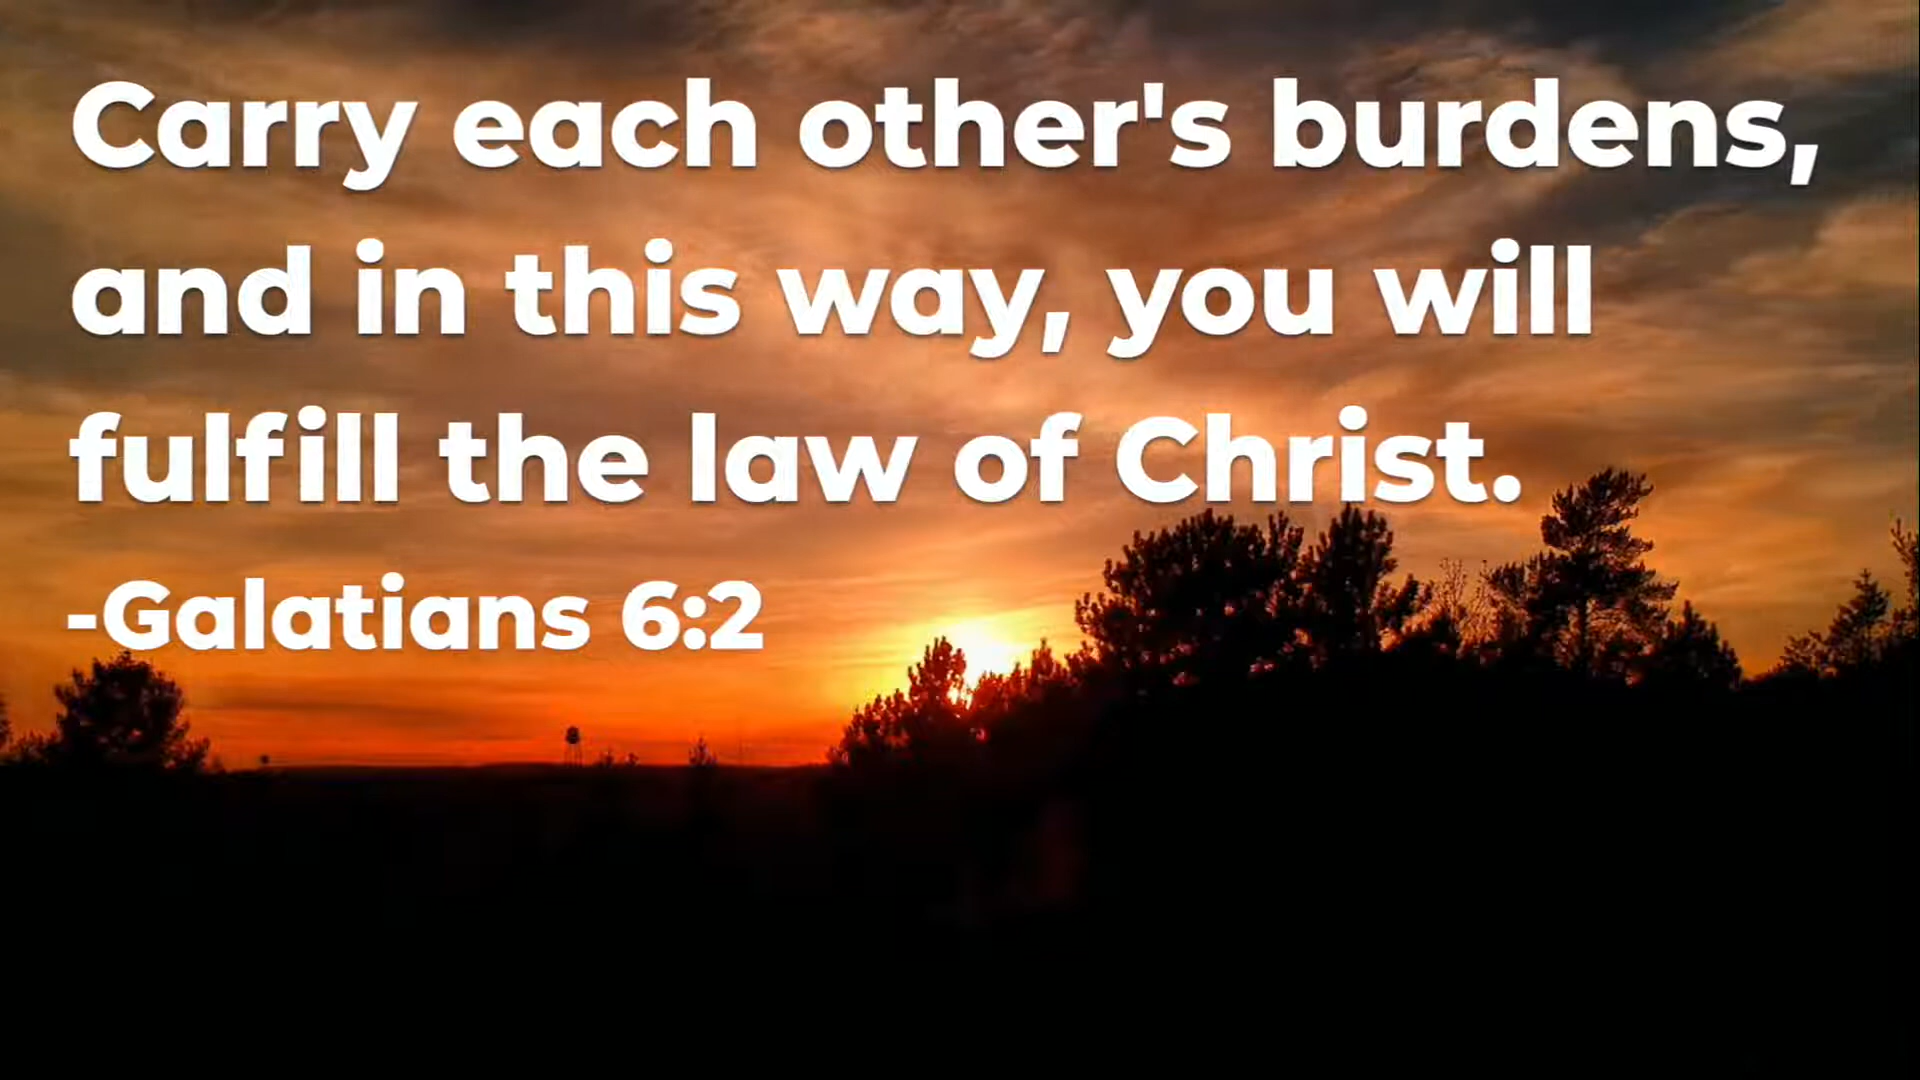 Carry each other's burdens,
and in this way, you will
fulfill the law of Christ.
-Galatians 6:2